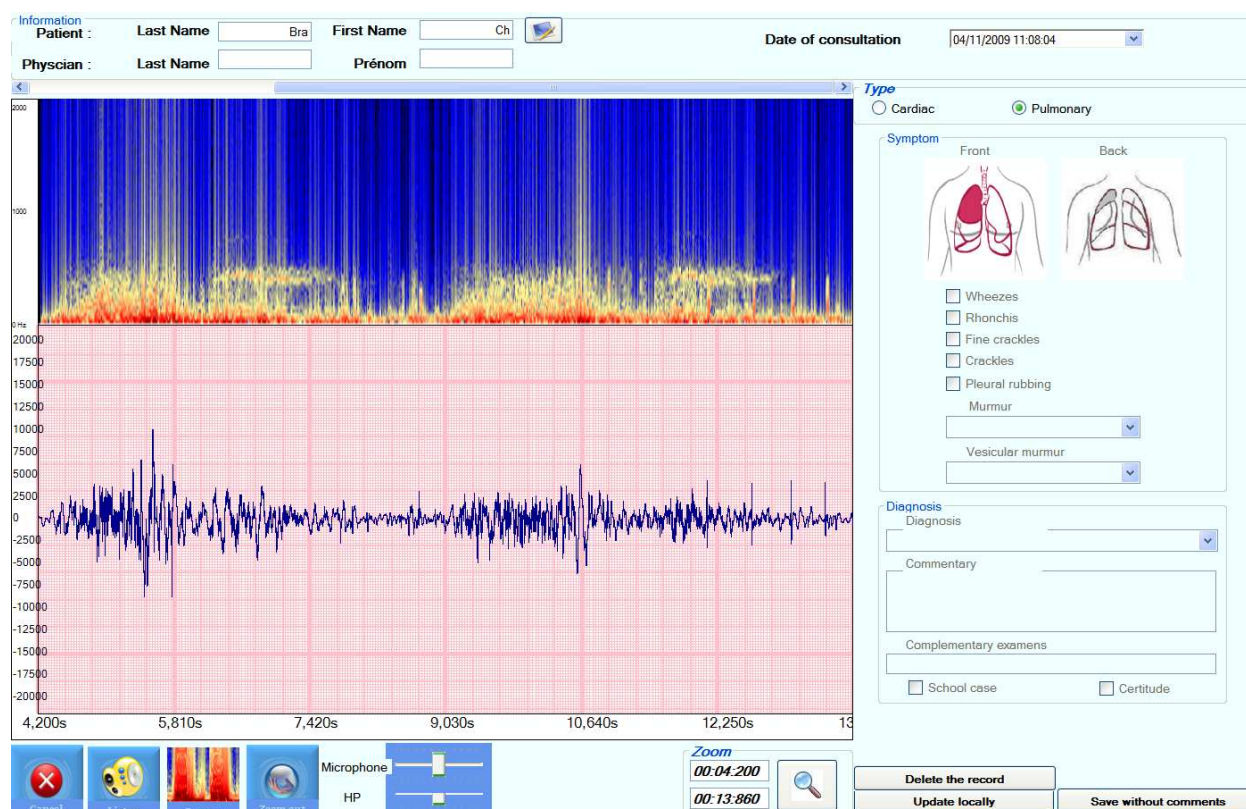 Information
Patient : Last Name Bra First Name Ch
Date of consultation 04/11/2009 11:08:04
Physcian : Last Name Prénom
Type
Cardiac Pulmonary
Symptom
Front Back
Wheezes
Rhonchis
Fine crackles
Crackles
Pleural rubbing
Murmur
Vesicular murmur
Diagnosis
Diagnosis
Commentary
Complementary examens
School case Certitude
2000
1000
0 Hz
20000
17500
15000
12500
10000
7500
5000
2500
0
-2500
-5000
-7500
-10000
-12500
-15000
-17500
-20000
4,200s 5,810s 7,420s 9,030s 10,640s 12,250s 13
Microphone
HP
Zoom
00:04:200
00:13:860
Delete the record
Update locally Save without comments